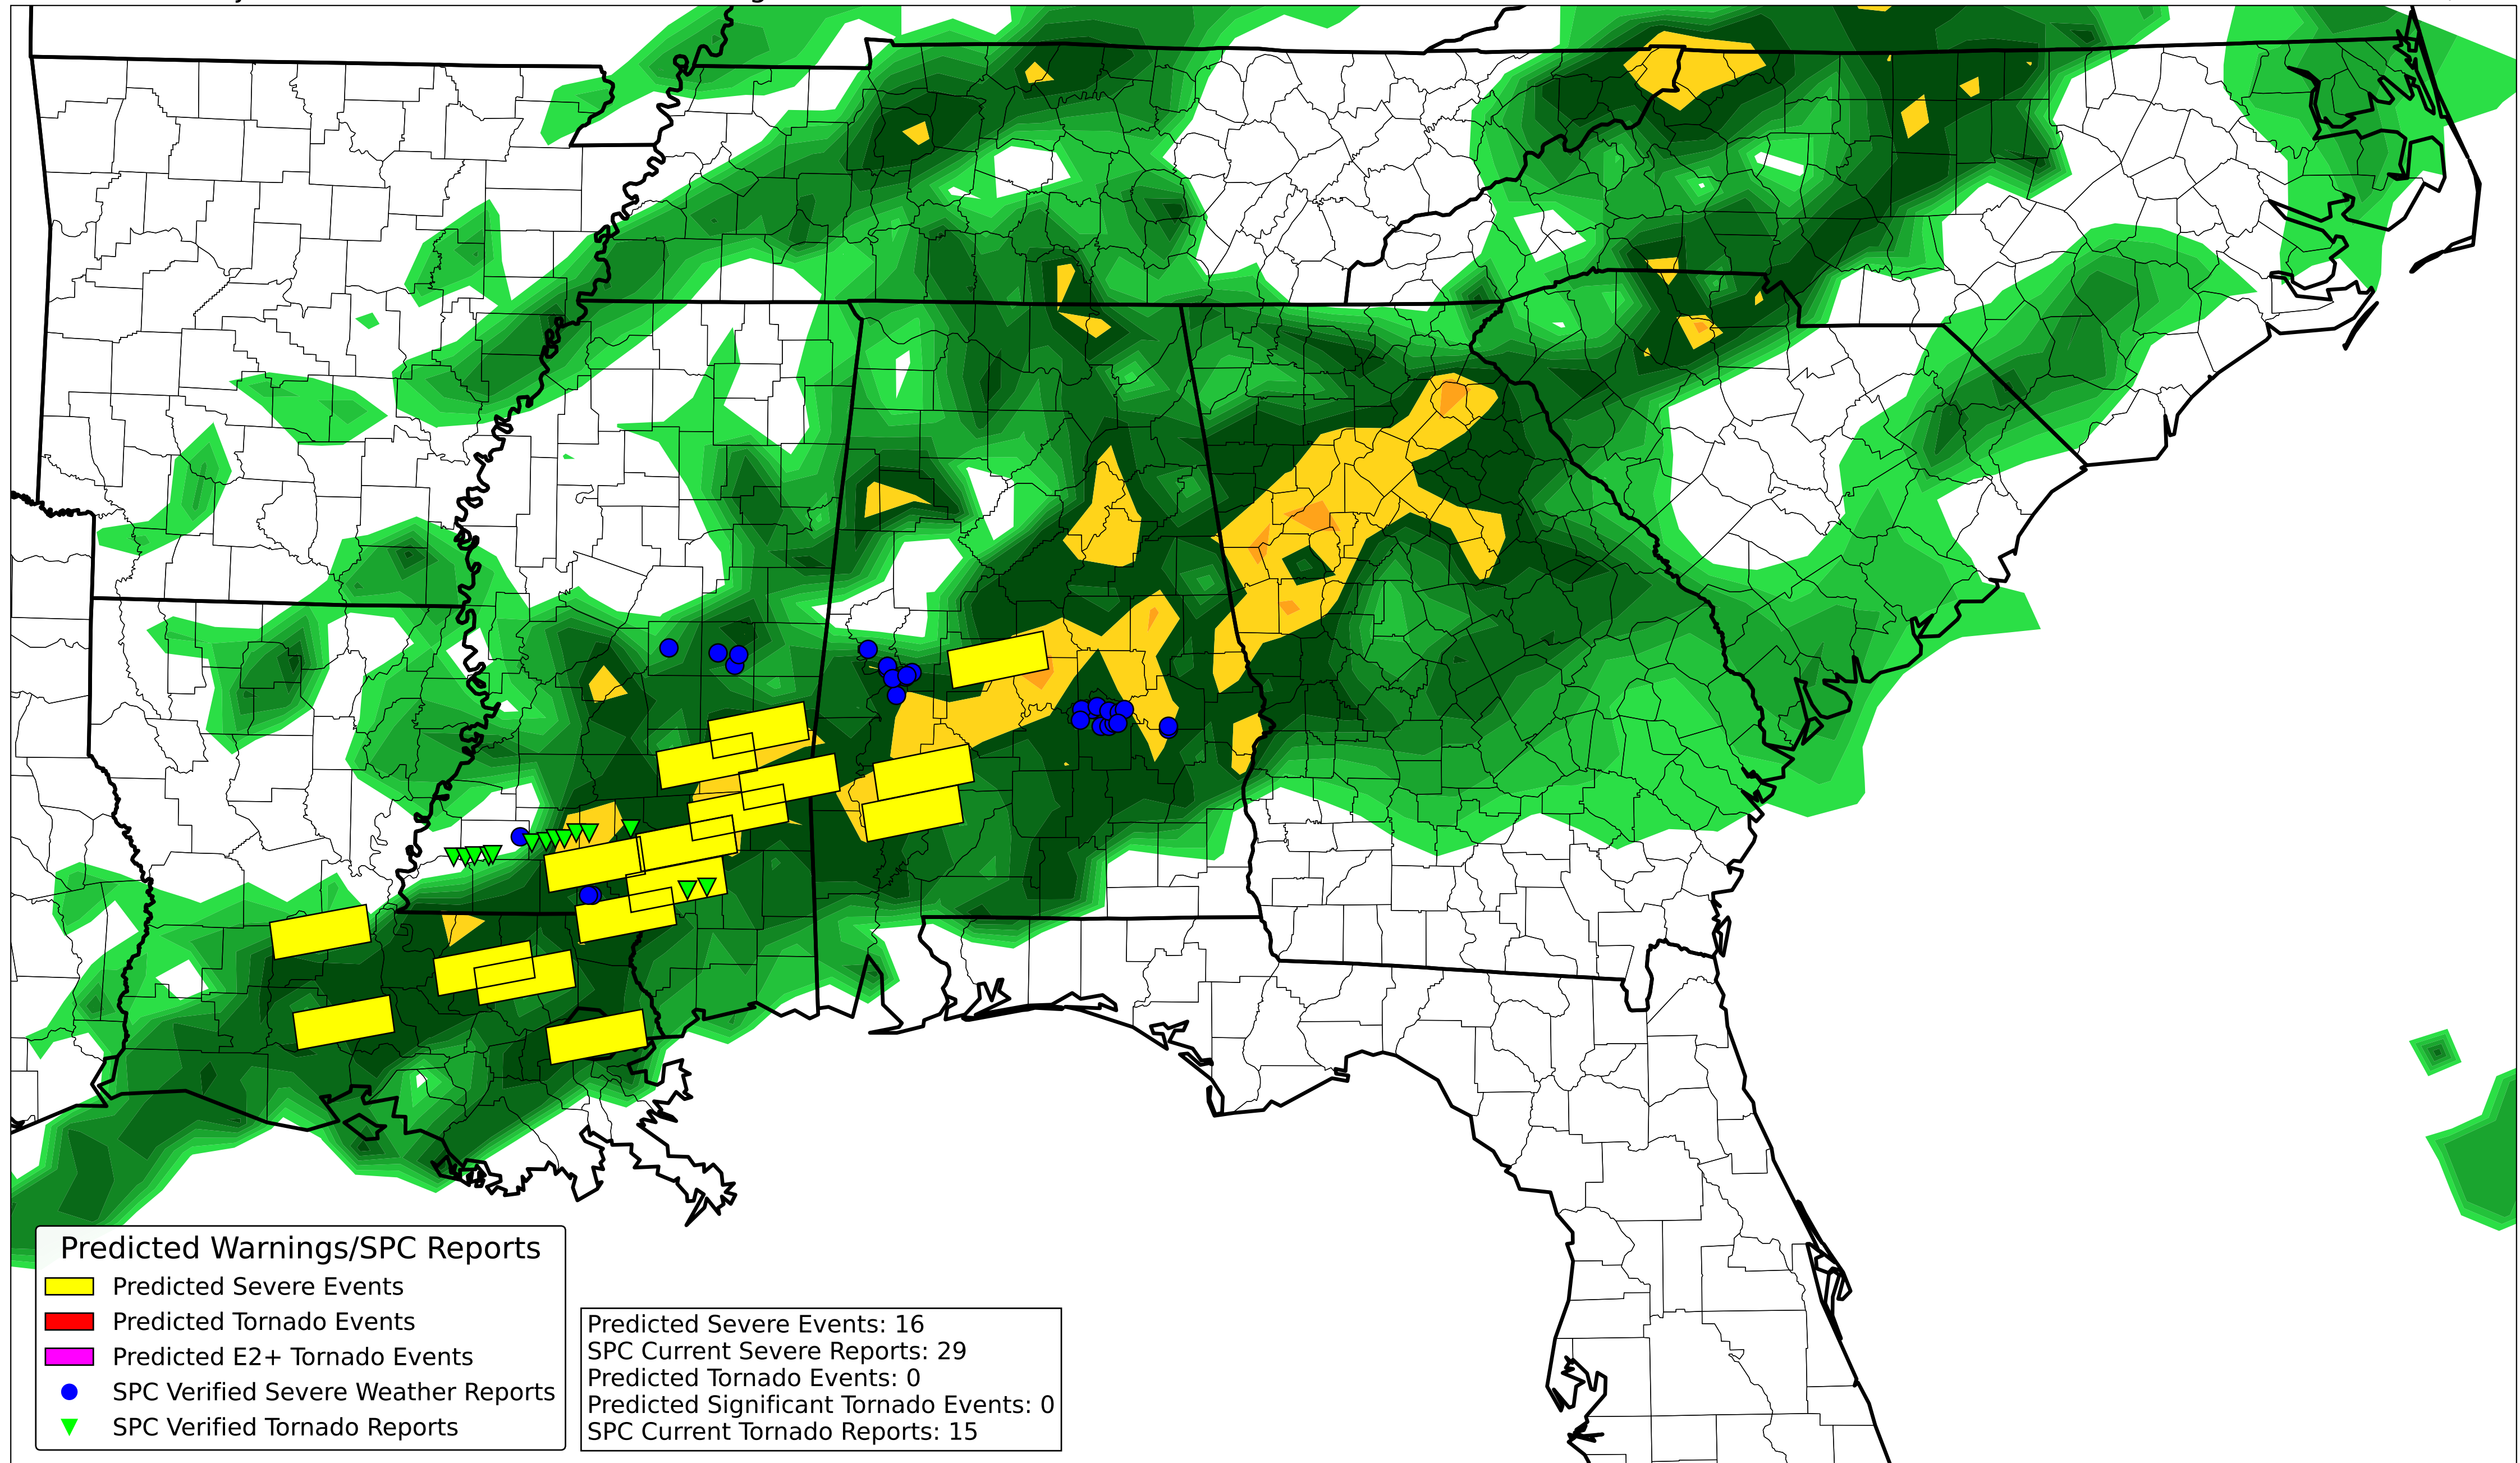 Predicted Warnings/SPC Reports
Predicted Severe Events
Predicted Tornado Events
Predicted E2+ Tornado Events
SPC Verified Severe Weather Reports
SPC Verified Tornado Reports
Predicted Severe Events: 16
SPC Current Severe Reports: 29
Predicted Tornado Events: 0
Predicted Significant Tornado Events: 0
SPC Current Tornado Reports: 15